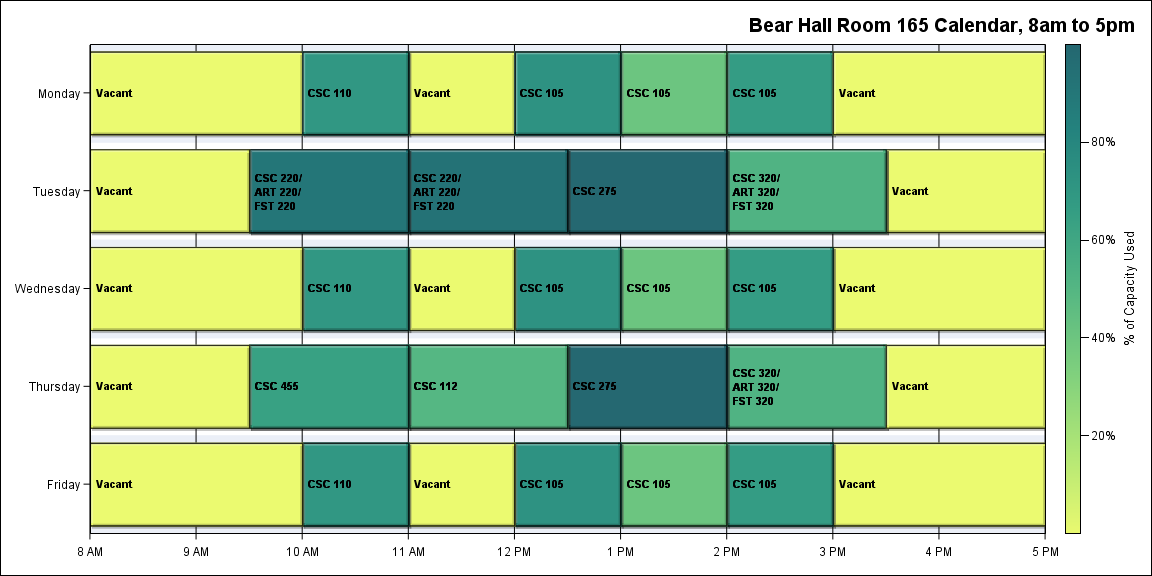 Bear Hall Room 165 Calendar, 8am to 5pm
Monday
Vacant
CSC 110
Vacant
CSC 105
CSC 105
CSC 105
Vacant
Tuesday
Vacant
CSC 220/
ART 220/
FST 220
CSC 220/
ART 220/
FST 220
CSC 275
CSC 320/
ART 320/
FST 320
Vacant
Wednesday
Vacant
CSC 110
Vacant
CSC 105
CSC 105
CSC 105
Vacant
Thursday
Vacant
CSC 455
CSC 112
CSC 275
CSC 320/
ART 320/
FST 320
Vacant
Friday
Vacant
CSC 110
Vacant
CSC 105
CSC 105
CSC 105
Vacant
8 AM
9 AM
10 AM
11 AM
12 PM
1 PM
2 PM
3 PM
4 PM
5 PM
80%
60%
40%
20%
% of Capacity Used